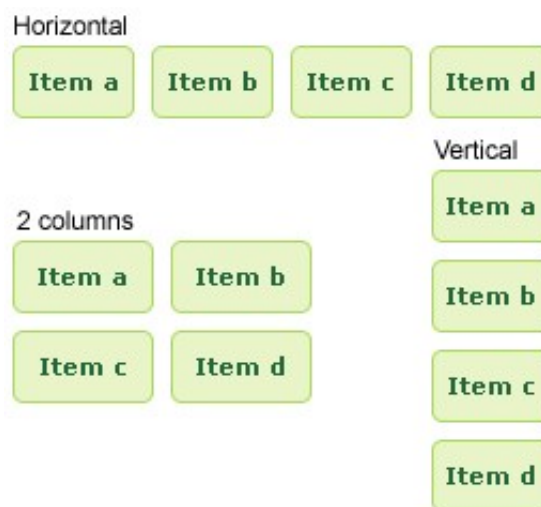 Horizontal
Item a Item b Item c Item d
Vertical
Item a
Item b
Item c
Item d
2 columns
Item a Item b
Item c Item d